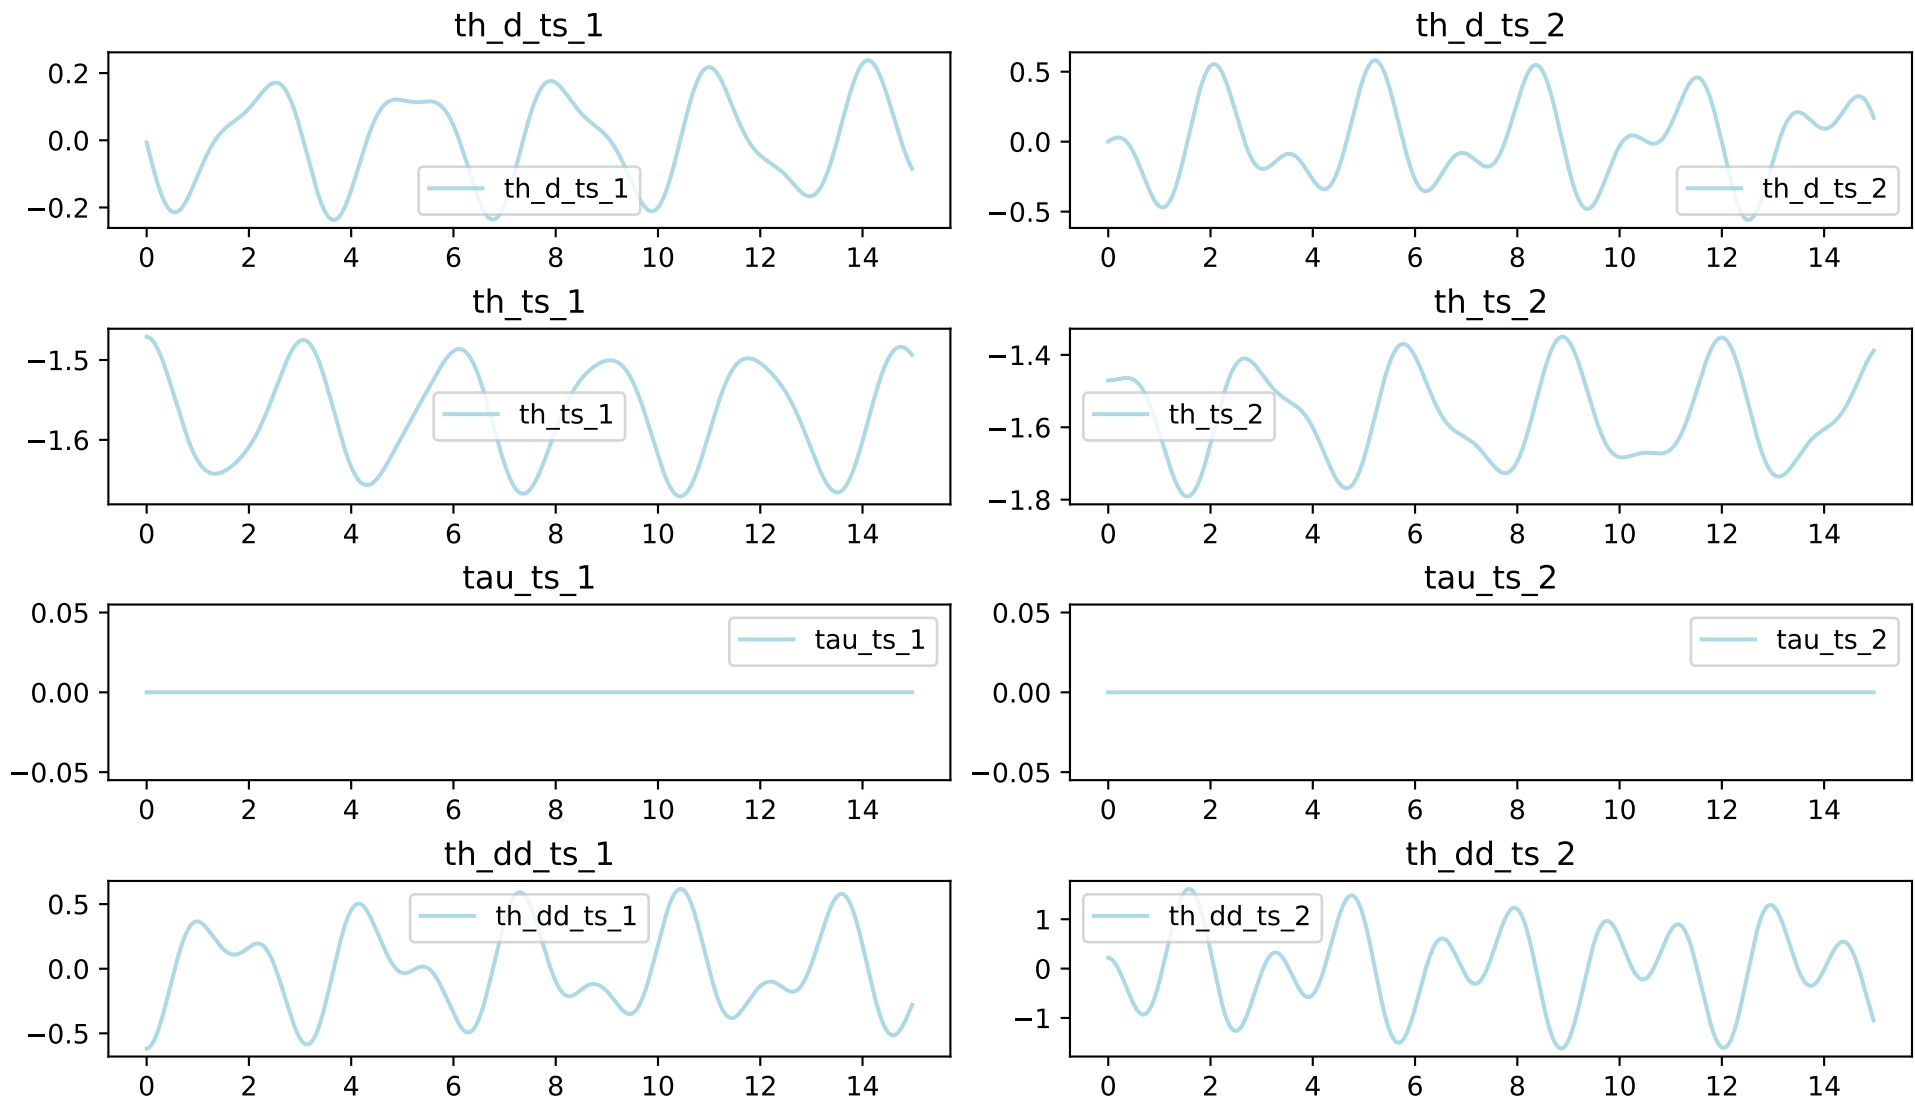 th_d_ts_1
0.2
0.0
−0.2
th_d_ts_1
0 2 4 6 8 10 12 14
th_d_ts_2
0.5
0.0
−0.5
th_d_ts_2
0 2 4 6 8 10 12 14
th_ts_1
−1.5
−1.6
th_ts_1
0 2 4 6 8 10 12 14
th_ts_2
−1.4
−1.6
−1.8
th_ts_2
0 2 4 6 8 10 12 14
tau_ts_1
0.05
0.00
−0.05
tau_ts_1
0 2 4 6 8 10 12 14
tau_ts_2
0.05
0.00
−0.05
tau_ts_2
0 2 4 6 8 10 12 14
th_dd_ts_1
0.5
0.0
−0.5
th_dd_ts_1
0 2 4 6 8 10 12 14
th_dd_ts_2
1
0
−1
th_dd_ts_2
0 2 4 6 8 10 12 14